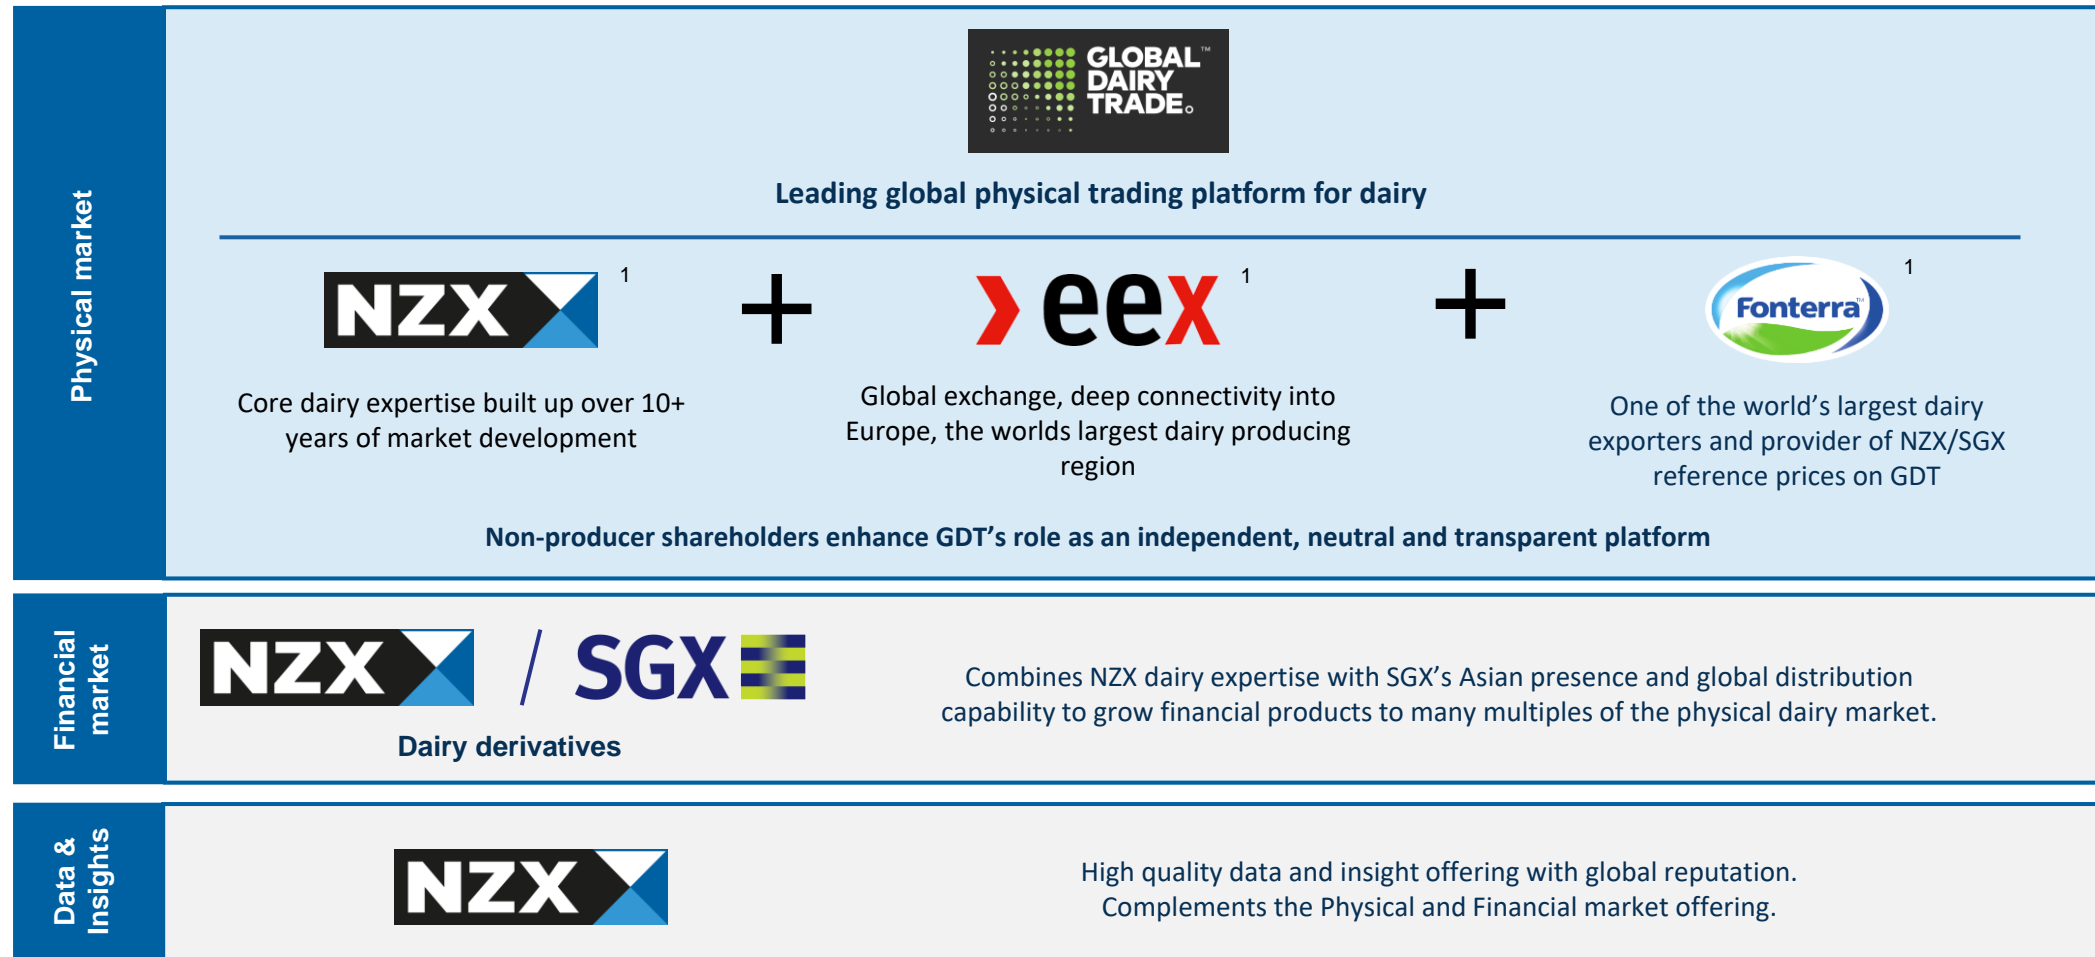 Physical market
GLOBAL™
DAIRY
TRADE
Leading global physical trading platform for dairy
NZX 1
+
eex 1
+
Fonterra™ 1
Core dairy expertise built up over 10+
years of market development
Global exchange, deep connectivity into
Europe, the worlds largest dairy producing
region
One of the world’s largest dairy
exporters and provider of NZX/SGX
reference prices on GDT
Non-producer shareholders enhance GDT’s role as an independent, neutral and transparent platform
Financial
market
NZX / SGX
Dairy derivatives
Combines NZX dairy expertise with SGX’s Asian presence and global distribution
capability to grow financial products to many multiples of the physical dairy market.
Data &
Insights
NZX
High quality data and insight offering with global reputation.
Complements the Physical and Financial market offering.